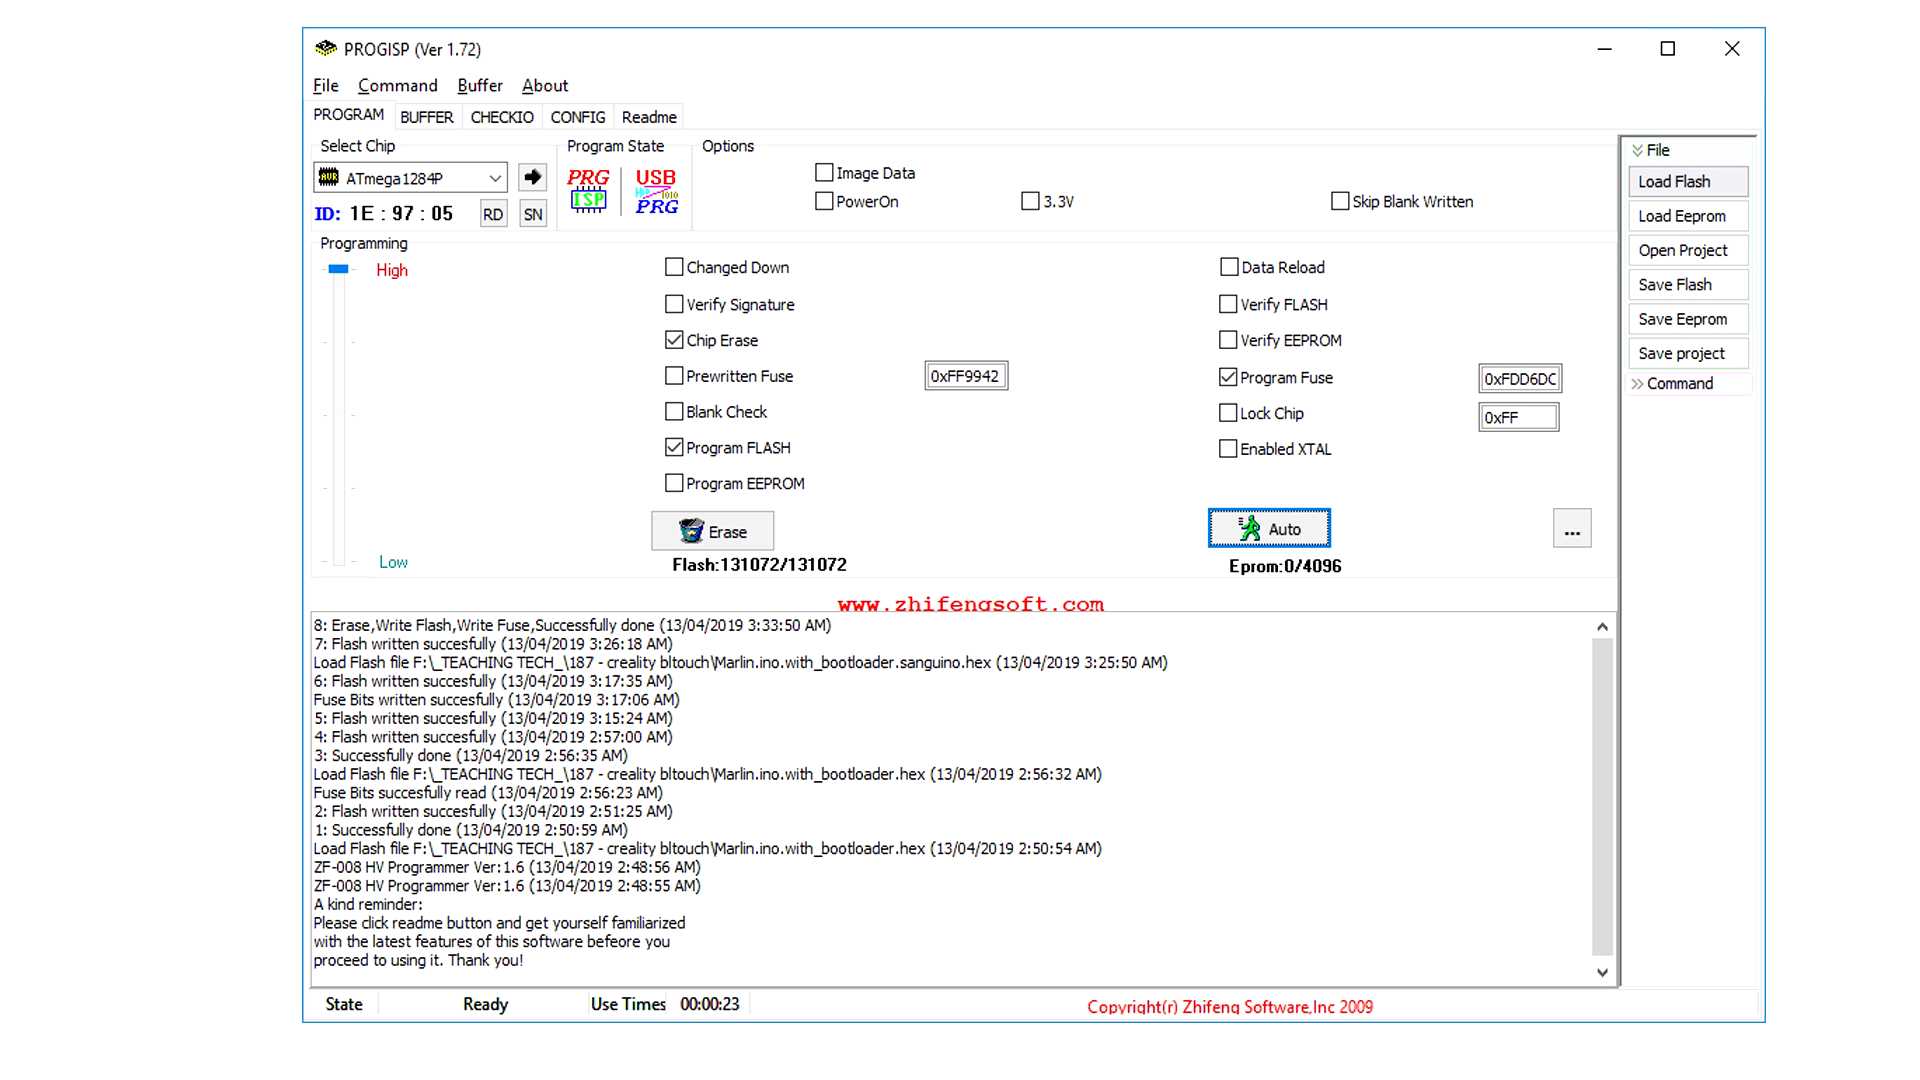 PROGISP (Ver 1.72)
File Command Buffer About
PROGRAM BUFFER CHECKIO CONFIG Readme
Select Chip Program State Options
ATmega1284P
PRG ISP USB PRG
Image Data
PowerOn 3.3V Skip Blank Written
ID: 1E : 97 : 05 RD SN
Programming
High
Low
Changed Down Data Reload
Verify Signature Verify FLASH
Chip Erase Verify EEPROM
Prewritten Fuse 0xFF9942 Program Fuse 0xFDD6DC
Blank Check Lock Chip 0xFF
Program FLASH Enabled XTAL
Program EEPROM
Erase Auto ...
Flash:131072/131072 Eprom:0/4096
www.zhifengsoft.com
File
Load Flash
Load Eeprom
Open Project
Save Flash
Save Eeprom
Save project
Command
8: Erase,Write Flash,Write Fuse,Successfully done (13/04/2019 3:33:50 AM)
7: Flash written succesfully (13/04/2019 3:26:18 AM)
Load Flash file F:\_TEACHING TECH_\187 - creality bltouch\Marlin.ino.with_bootloader.sanguino.hex (13/04/2019 3:25:50 AM)
6: Flash written succesfully (13/04/2019 3:17:35 AM)
Fuse Bits written succesfully (13/04/2019 3:17:06 AM)
5: Flash written succesfully (13/04/2019 3:15:24 AM)
4: Flash written succesfully (13/04/2019 2:57:00 AM)
3: Successfully done (13/04/2019 2:56:35 AM)
Load Flash file F:\_TEACHING TECH_\187 - creality bltouch\Marlin.ino.with_bootloader.hex (13/04/2019 2:56:32 AM)
Fuse Bits succesfully read (13/04/2019 2:56:23 AM)
2: Flash written succesfully (13/04/2019 2:51:25 AM)
1: Successfully done (13/04/2019 2:50:59 AM)
Load Flash file F:\_TEACHING TECH_\187 - creality bltouch\Marlin.ino.with_bootloader.hex (13/04/2019 2:50:54 AM)
ZF-008 HV Programmer Ver:1.6 (13/04/2019 2:48:56 AM)
ZF-008 HV Programmer Ver:1.6 (13/04/2019 2:48:55 AM)
A kind reminder:
Please click readme button and get yourself familiarized
with the latest features of this software befeore you
proceed to using it. Thank you!
State Ready Use Times 00:00:23 Copyright(r) Zhifeng Software,Inc 2009